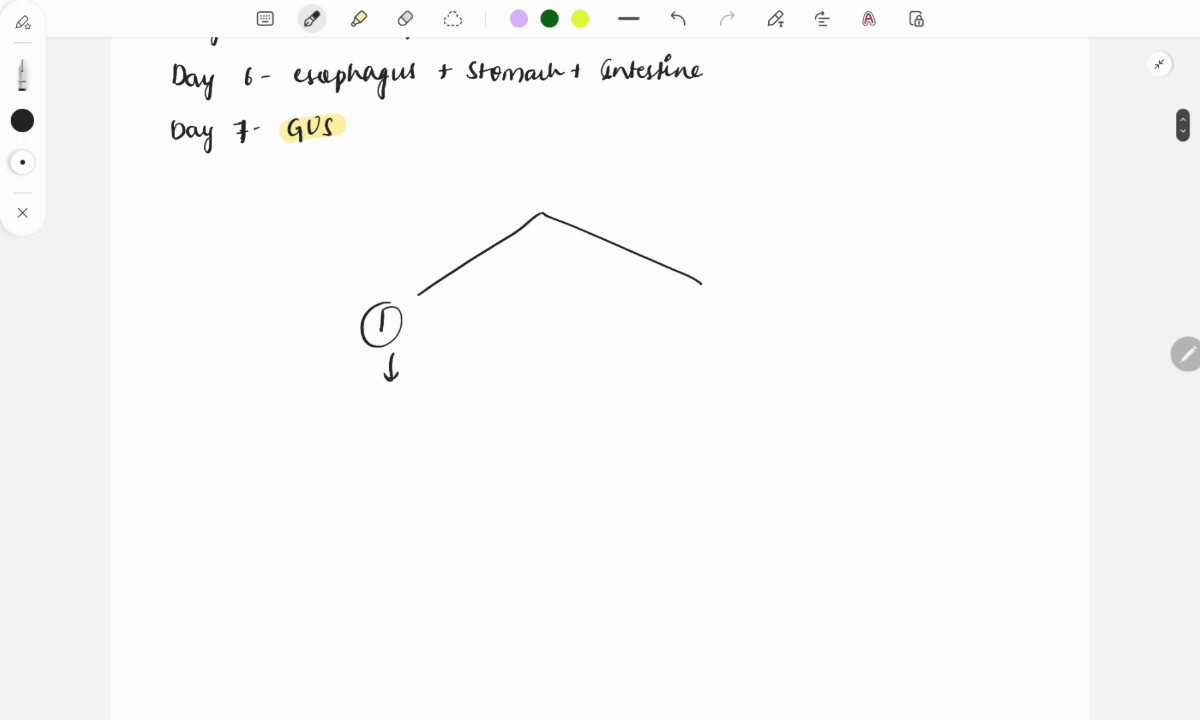 Day 6 - esophagus + stomach + intestine
Day 7 - GUS
1